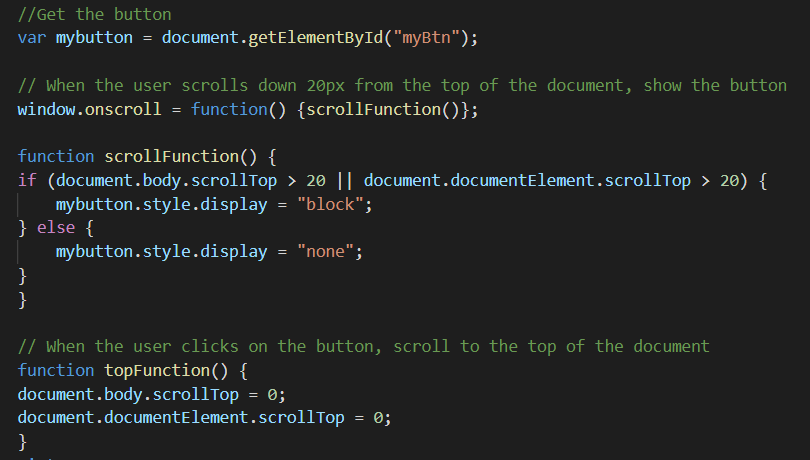 //Get the button
var mybutton = document.getElementById("myBtn");
// When the user scrolls down 20px from the top of the document, show the button
window.onscroll = function() {scrollFunction()};
function scrollFunction() {
if (document.body.scrollTop > 20 || document.documentElement.scrollTop > 20) {
mybutton.style.display = "block";
} else {
mybutton.style.display = "none";
}
}
// When the user clicks on the button, scroll to the top of the document
function topFunction() {
document.body.scrollTop = 0;
document.documentElement.scrollTop = 0;
}